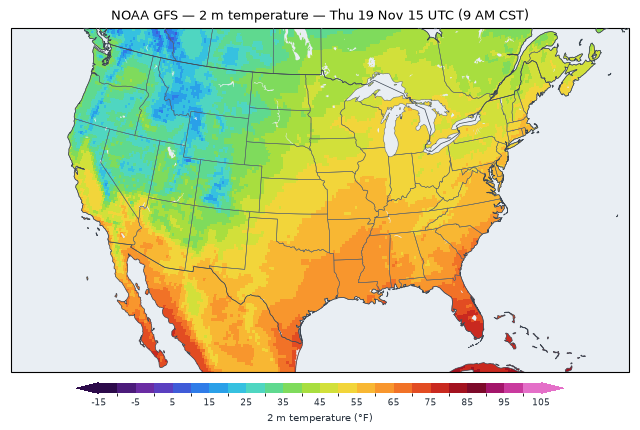 NOAA GFS — 2 m temperature — Thu 19 Nov 15 UTC (9 AM CST)
-15 -5 5 15 25 35 45 55 65 75 85 95 105
2 m temperature (°F)